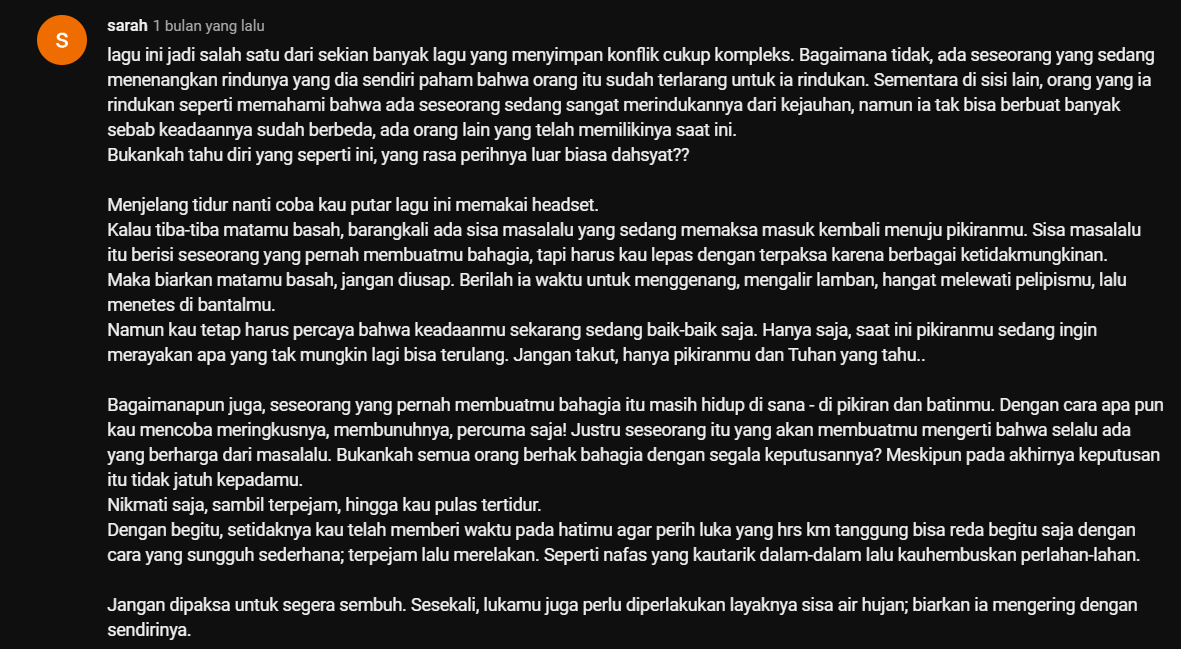 S
sarah 1 bulan yang lalu
lagu ini jadi salah satu dari sekian banyak lagu yang menyimpan konflik cukup kompleks. Bagaimana tidak, ada seseorang yang sedang
menenangkan rindunya yang dia sendiri paham bahwa orang itu sudah terlarang untuk ia rindukan. Sementara di sisi lain, orang yang ia
rindukan seperti memahami bahwa ada seseorang sedang sangat merindukannya dari kejauhan, namun ia tak bisa berbuat banyak
sebab keadaannya sudah berbeda, ada orang lain yang telah memilikinya saat ini.
Bukankah tahu diri yang seperti ini, yang rasa perihnya luar biasa dahsyat??

Menjelang tidur nanti coba kau putar lagu ini memakai headset.
Kalau tiba-tiba matamu basah, barangkali ada sisa masalalu yang sedang memaksa masuk kembali menuju pikiranmu. Sisa masalalu
itu berisi seseorang yang pernah membuatmu bahagia, tapi harus kau lepas dengan terpaksa karena berbagai ketidakmungkinan.
Maka biarkan matamu basah, jangan diusap. Berilah ia waktu untuk menggenang, mengalir lamban, hangat melewati pelipismu, lalu
menetes di bantalmu.
Namun kau tetap harus percaya bahwa keadaanmu sekarang sedang baik-baik saja. Hanya saja, saat ini pikiranmu sedang ingin
merayakan apa yang tak mungkin lagi bisa terulang. Jangan takut, hanya pikiranmu dan Tuhan yang tahu..

Bagaimanapun juga, seseorang yang pernah membuatmu bahagia itu masih hidup di sana - di pikiran dan batinmu. Dengan cara apa pun
kau mencoba meringkusnya, membunuhnya, percuma saja! Justru seseorang itu yang akan membuatmu mengerti bahwa selalu ada
yang berharga dari masalalu. Bukankah semua orang berhak bahagia dengan segala keputusannya? Meskipun pada akhirnya keputusan
itu tidak jatuh kepadamu.
Nikmati saja, sambil terpejam, hingga kau pulas tertidur.
Dengan begitu, setidaknya kau telah memberi waktu pada hatimu agar perih luka yang hrs km tanggung bisa reda begitu saja dengan
cara yang sungguh sederhana; terpejam lalu merelakan. Seperti nafas yang kautarik dalam-dalam lalu kauhembuskan perlahan-lahan.

Jangan dipaksa untuk segera sembuh. Sesekali, lukamu juga perlu diperlakukan layaknya sisa air hujan; biarkan ia mengering dengan
sendirinya.